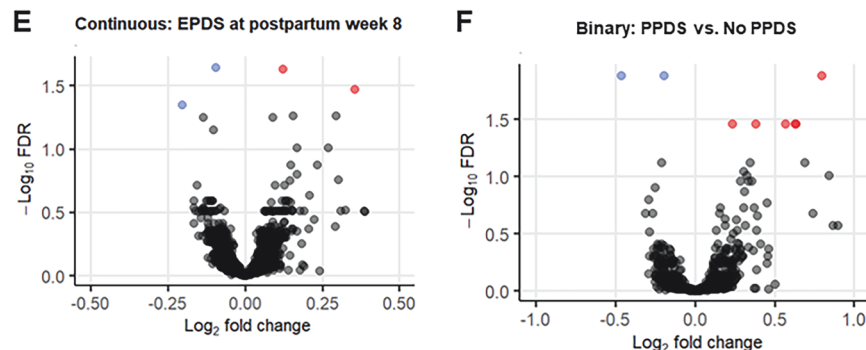 E
Continuous: EPDS at postpartum week 8
−Log10 FDR
1.5
1.0
0.5
0.0
-0.50
-0.25
0.00
0.25
0.50
Log2 fold change
F
Binary: PPDS vs. No PPDS
−Log10 FDR
1.5
1.0
0.5
0.0
-1.0
-0.5
0.0
0.5
1.0
Log2 fold change